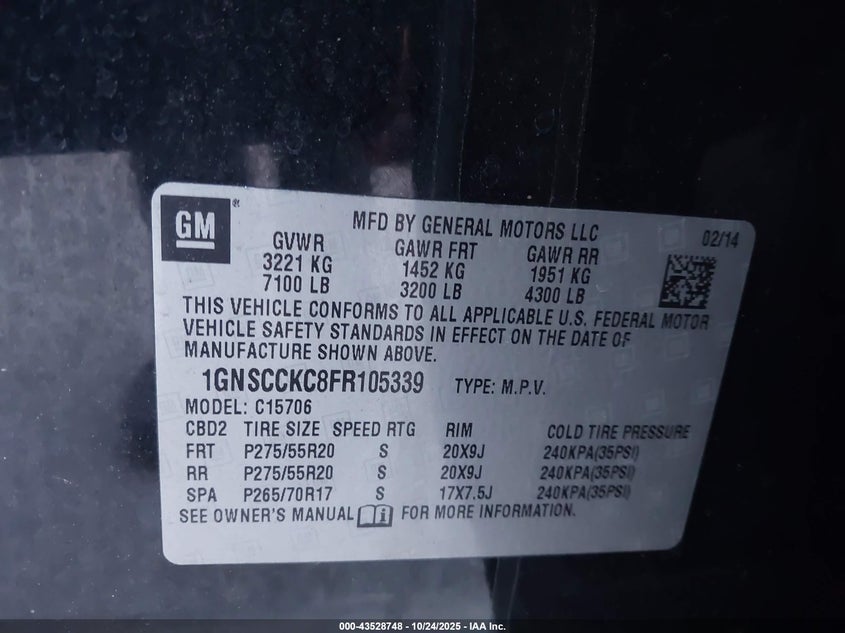 GM
MFD BY GENERAL MOTORS LLC
02/14
GVWR GAWR FRT GAWR RR
3221 KG 1452 KG 1951 KG
7100 LB 3200 LB 4300 LB
THIS VEHICLE CONFORMS TO ALL APPLICABLE U.S. FEDERAL MOTOR
VEHICLE SAFETY STANDARDS IN EFFECT ON THE DATE OF
MANUFACTURE SHOWN ABOVE.
1GNSCCKC8FR105339 TYPE: M.P.V.
MODEL: C15706
CBD2 TIRE SIZE SPEED RTG RIM COLD TIRE PRESSURE
FRT P275/55R20 S 20X9J 240KPA(35PSI)
RR P275/55R20 S 20X9J 240KPA(35PSI)
SPA P265/70R17 S 17X7.5J 240KPA(35PSI)
SEE OWNER'S MANUAL i FOR MORE INFORMATION.
000-43528748 - 10/24/2025 - IAA Inc.